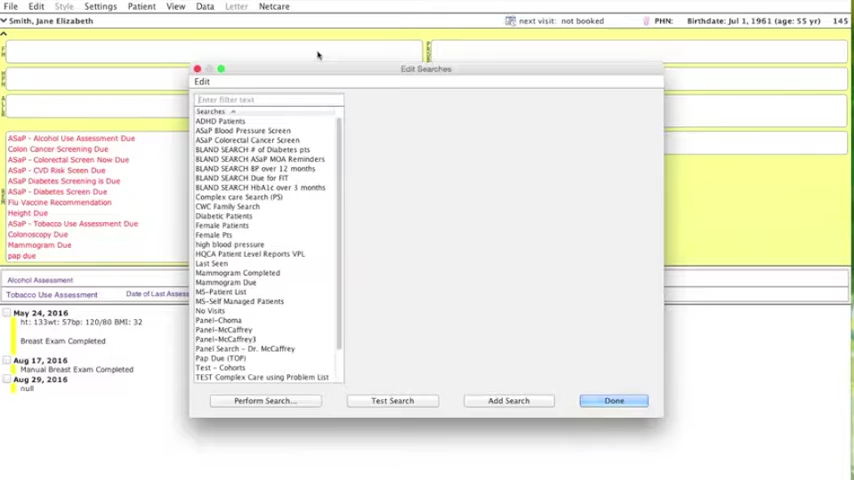 File Edit Style Settings Patient View Data Letter Netcare
Smith, Jane Elizabeth next visit: not booked PHN: Birthdate: Jul 1, 1961 (age: 55 yr) 145
Edit Searches
Edit
Enter filter text
Searches
ADHD Patients
ASaP Blood Pressure Screen
ASaP Colorectal Cancer Screen
BLAND SEARCH # of Diabetes pts
BLAND SEARCH ASaP MOA Reminders
BLAND SEARCH BP over 12 months
BLAND SEARCH Due for FIT
BLAND SEARCH HbA1c over 3 months
Complex care Search (PS)
CWC Family Search
Diabetic Patients
Female Patients
Female Pts
high blood pressure
HQCA Patient Level Reports VPL
Last Seen
Mammogram Completed
Mammogram Due
MS-Patient List
MS-Self Managed Patients
No Visits
Panel-Choma
Panel-McCaffrey
Panel-McCaffrey3
Panel Search - Dr. McCaffrey
Pap Due (TOP)
Test - Cohorts
TEST Complex Care using Problem List
Perform Search... Test Search Add Search Done
ASaP - Alcohol Use Assessment Due
Colon Cancer Screening Due
ASaP - Colorectal Screen Now Due
ASaP - CVD Risk Sceen Due
ASaP Diabetes Screening is Due
ASaP - Diabetes Screen Due
Flu Vaccine Recommendation
Height Due
ASaP - Tobacco Use Assessment Due
Colonoscopy Due
Mammogram Due
pap due
Alcohol Assessment
Tobacco Use Assessment Date of Last Assess
May 24, 2016
ht: 133wt: 57bp: 120/80 BMI: 32
Breast Exam Completed
Aug 17, 2016
Manual Breast Exam Completed
Aug 29, 2016
null